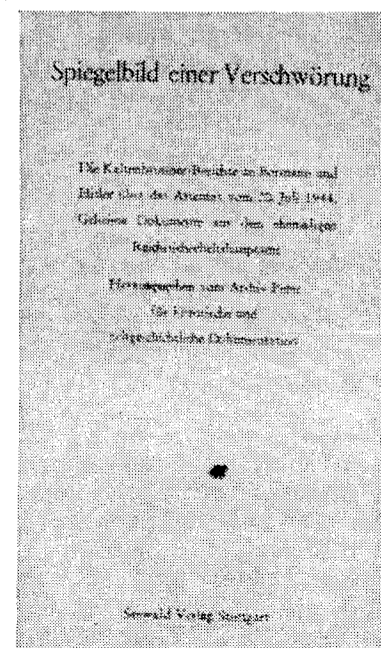 Spiegelbild einer Verschwörung
Die Kaltenbrunner-Berichte an Bormann und
Hitler über das Attentat vom 20. Juli 1944.
Geheime Dokumente aus dem ehemaligen
Reichssicherheitshauptamt
Herausgegeben vom Archiv Peter
für historische und
zeitgeschichtliche Dokumentation
Seewald Verlag Stuttgart